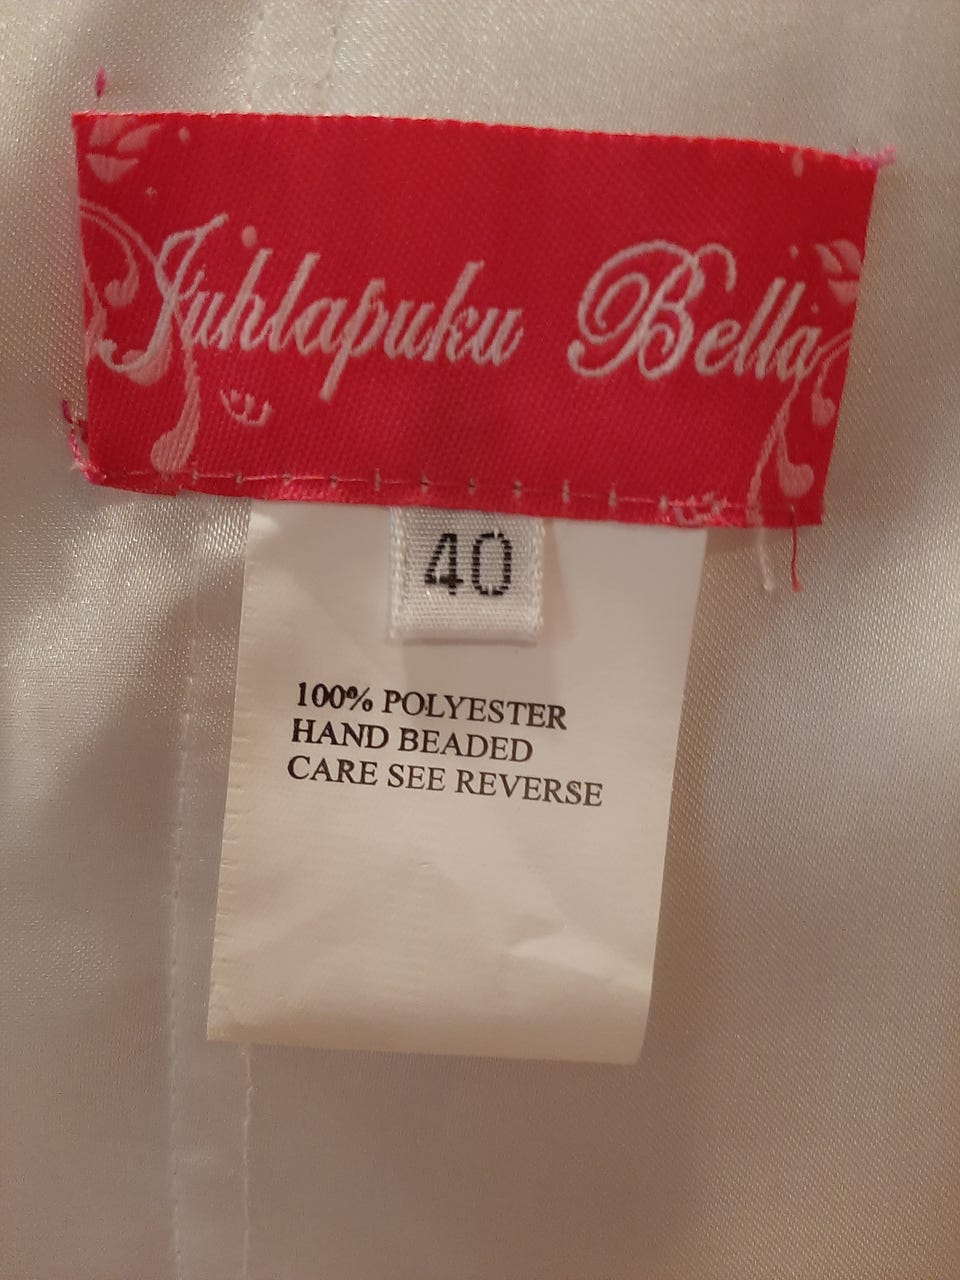 Juhlapuku Bella
40
100% POLYESTER
HAND BEADED
CARE SEE REVERSE